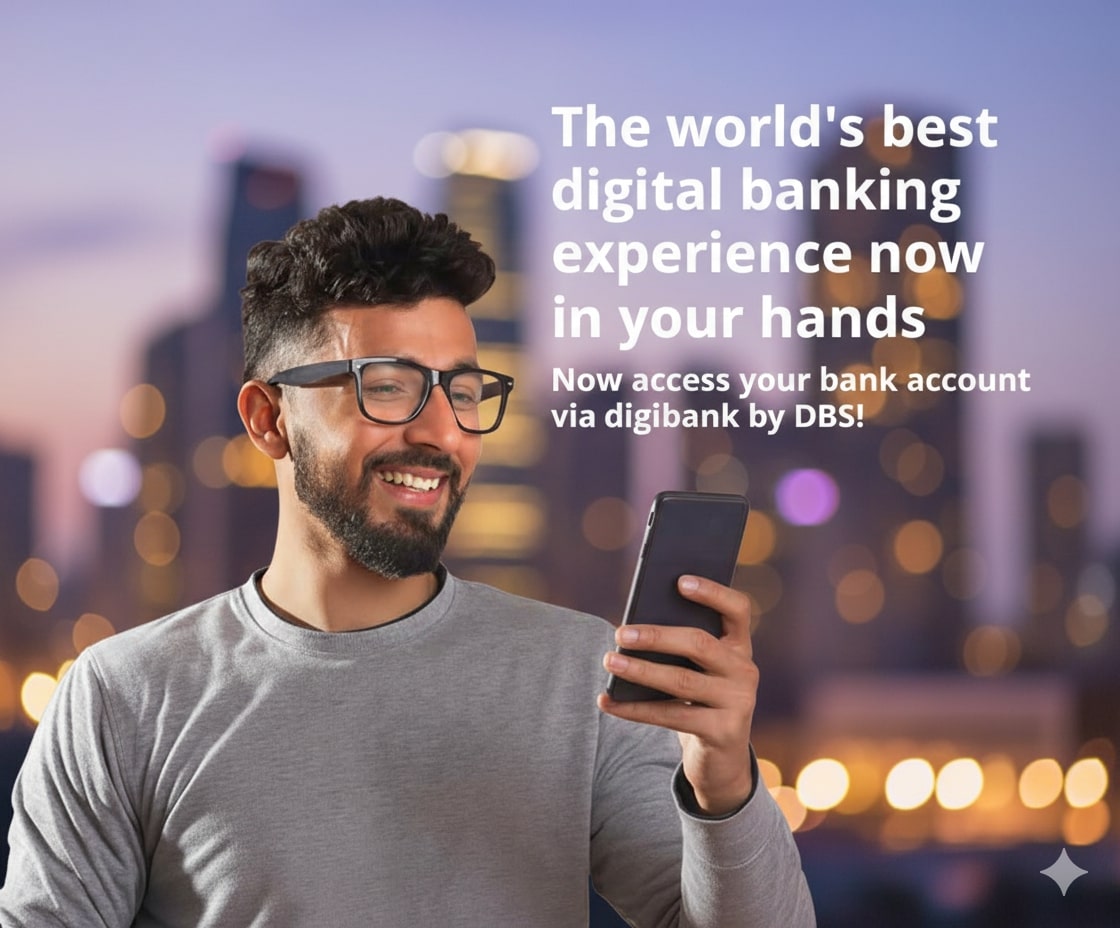 The world's best
digital banking
experience now
in your hands
Now access your bank account
via digibank by DBS!